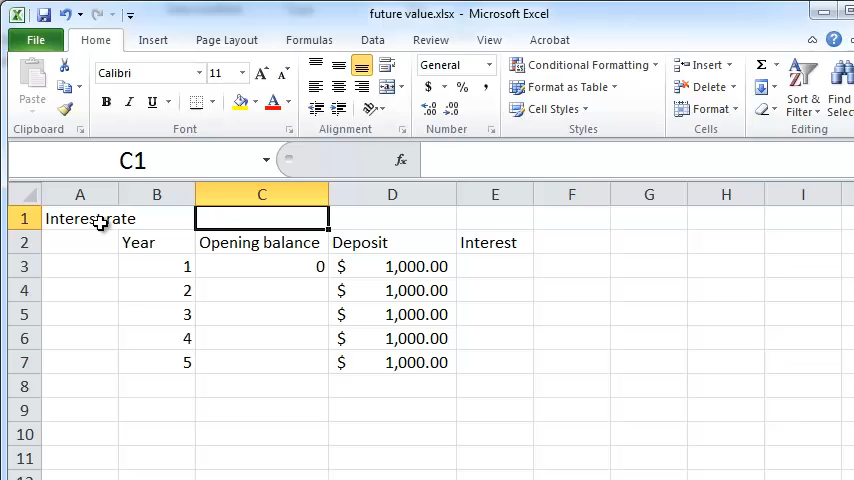 future value.xlsx - Microsoft Excel
File Home Insert Page Layout Formulas Data Review View Acrobat
Paste Calibri 11 General Conditional Formatting Insert Σ
B I U A $ % , Format as Table Delete Sort & Find
Cell Styles Format Filter
Clipboard Font Alignment Number Styles Cells Editing
C1 fx
A B C D E F G H I
1 Interest rate
2 Year Opening balance Deposit Interest
3 1 0 $ 1,000.00
4 2 $ 1,000.00
5 3 $ 1,000.00
6 4 $ 1,000.00
7 5 $ 1,000.00
8
9
10
11